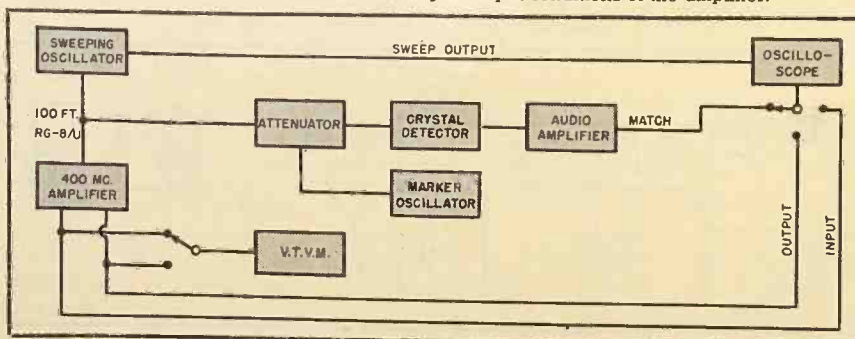 SWEEPING
OSCILLATOR
SWEEP OUTPUT
OSCILLO-
SCOPE
100 FT.
RG-8/U
ATTENUATOR
CRYSTAL
DETECTOR
AUDIO
AMPLIFIER
MATCH
400 MC.
AMPLIFIER
MARKER
OSCILLATOR
V.T.V.M.
OUTPUT
INPUT